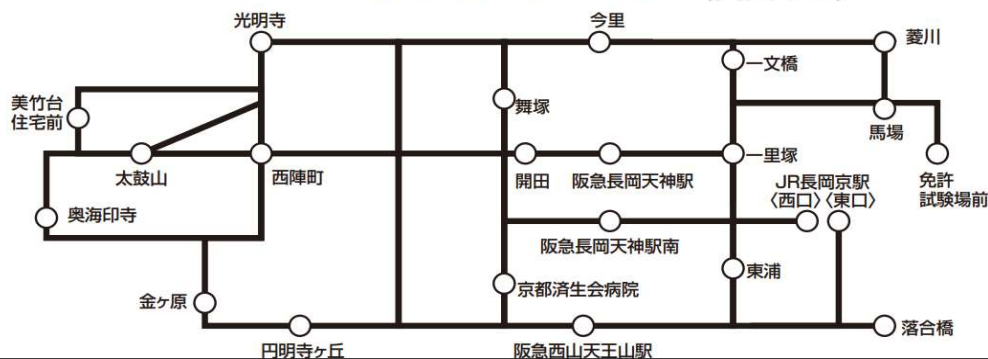 光明寺
今里
菱川
一文橋
美竹台
住宅前
舞塚
馬場
太鼓山
西陣町
開田
阪急長岡天神駅
一里塚
JR長岡京駅
〈西口〉〈東口〉
免許
試験場前
奥海印寺
阪急長岡天神駅南
東浦
京都済生会病院
金ヶ原
円明寺ヶ丘
阪急西山天王山駅
落合橋